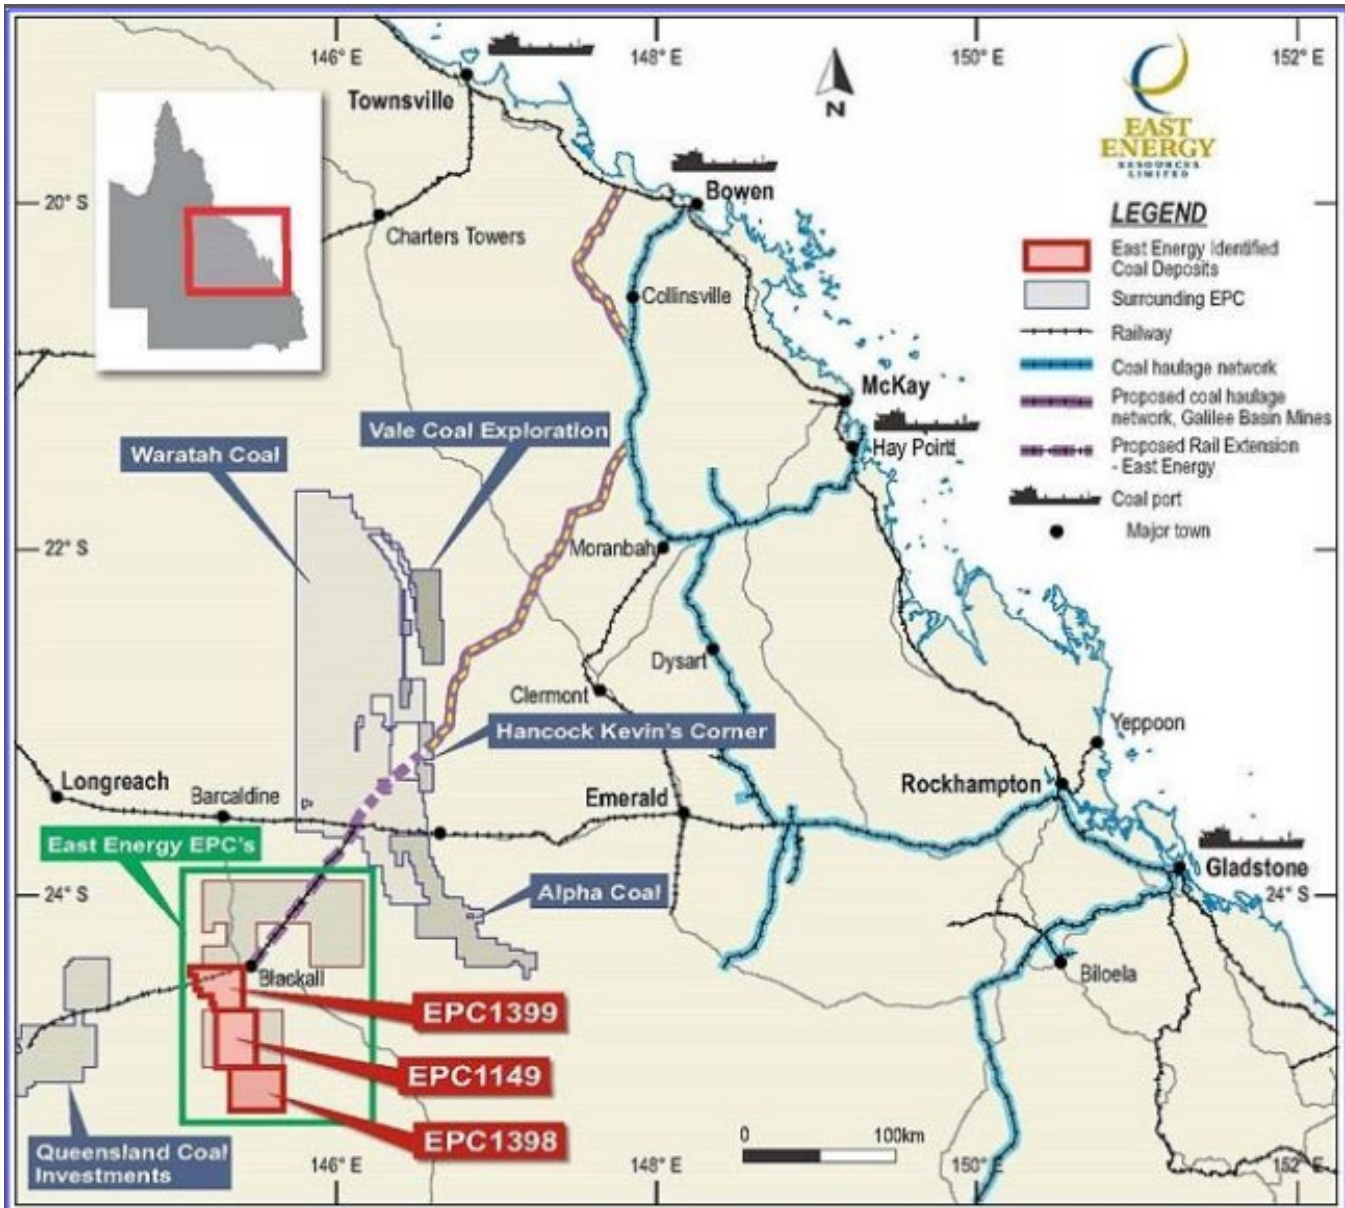 146° E
148° E
150° E
152° E
Townsville
N
EAST
ENERGY
RESOURCES
LIMITED
20° S
Bowen
Charters Towers
LEGEND
East Energy Identified
Coal Deposits
Surrounding EPC
Railway
Coal haulage network
Proposed coal haulage
network, Galilee Basin Mines
Proposed Rail Extension
- East Energy
Coal port
Major town
Collinsville
McKay
Hay Pointt
Vale Coal Exploration
Waratah Coal
22° S
Moranbah
Dysart
Clermont
Hancock Kevin's Corner
Yeppoon
Longreach
Barcaldine
Emerald
Rockhampton
East Energy EPC's
Gladstone
24° S
24° S
Alpha Coal
Blackall
Biloela
EPC1399
EPC1149
EPC1398
Queensland Coal
Investments
0
100km
146° E
148° E
150° E
152° E